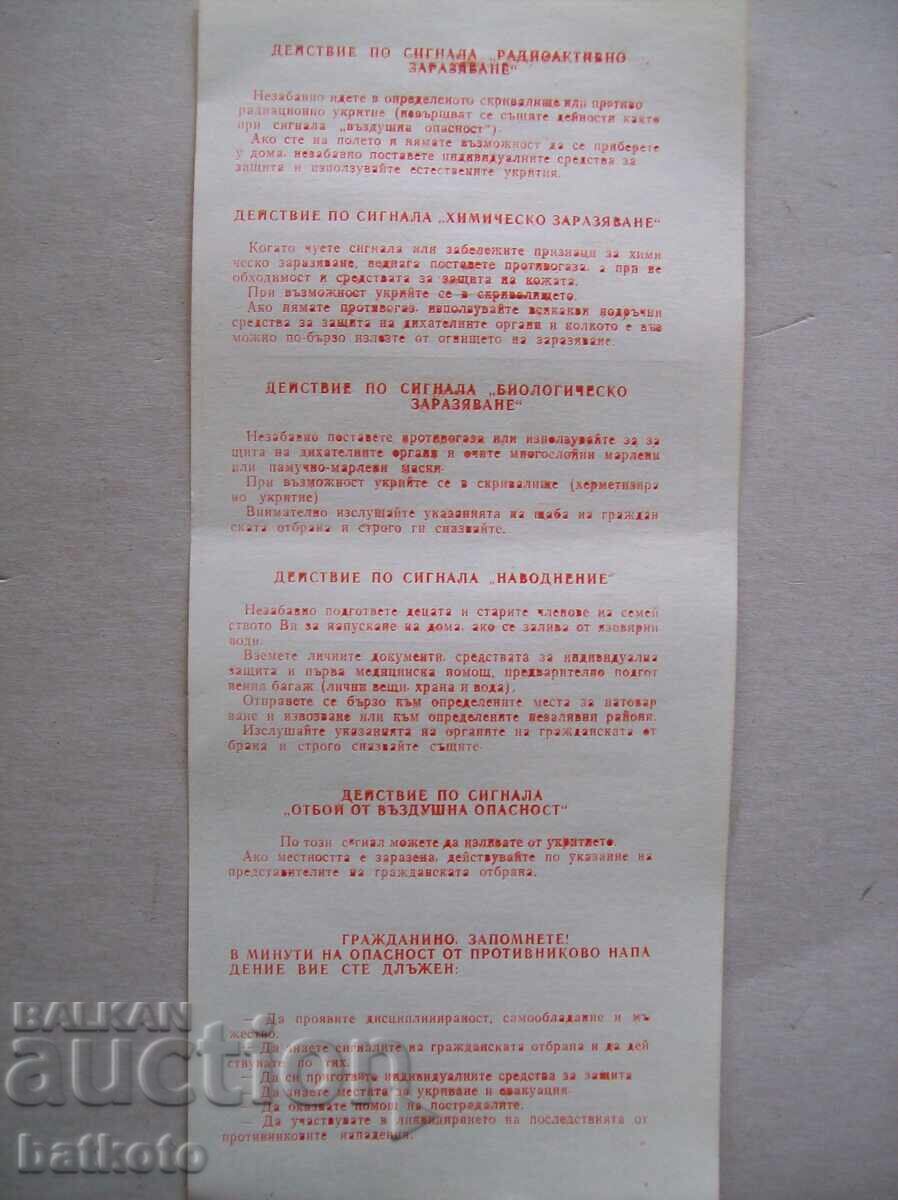 ДЕЙСТВИЕ ПО СИГНАЛА „РАДИОАКТИВНО
ЗАРАЗЯВАНЕ“
Незабавно идете в определеното скривалище или противо
радиационно укритие (извършват се същите дейности както
при сигнала „въздушна опасност“).
Ако сте на полето и нямате възможност да се приберете
у дома, незабавно поставете индивидуалните средства за
защита и използувайте естествените укрития.
ДЕЙСТВИЕ ПО СИГНАЛА „ХИМИЧЕСКО ЗАРАЗЯВАНЕ“
Когато чуете сигнала или забележите признаци за хими
ческо заразяване, веднага поставете противогаза, а при не
обходимост и средствата за защита на кожата.
При възможност укрийте се в скривалището.
Ако нямате противогаз, използувайте всякакви подръчни
средства за защита на дихателните органи и колкото е въз
можно по-бързо излезте от огнището на заразяване.
ДЕЙСТВИЕ ПО СИГНАЛА „БИОЛОГИЧЕСКО
ЗАРАЗЯВАНЕ“
Незабавно поставете противогаза или използувайте за за
щита на дихателните органи и очите многослойни марлени
или памучно-марлени маски.
При възможност укрийте се в скривалище (херметизира
но укритие)
Внимателно изслушайте указанията на щаба на граждан
ската отбрана и строго ги спазвайте.
ДЕЙСТВИЕ ПО СИГНАЛА „НАВОДНЕНИЕ“
Незабавно подгответе децата и старите членове на семей
ството Ви за напускане на дома, ако се залива от язовирни
води.
Вземете личните документи, средствата за индивидуална
защита и първа медицинска помощ, предварително подгот
вения багаж (лични вещи, храна и вода).
Отправете се бързо към определените места за натовар
ване и извозване или към определените незаливни райони.
Изслушайте указанията на органите на гражданската от
брана и строго спазвайте същите.
ДЕЙСТВИЕ ПО СИГНАЛА
„ОТБОЙ ОТ ВЪЗДУШНА ОПАСНОСТ“
По този сигнал можете да излизате от укритието.
Ако местността е заразена, действувайте по указание на
представителите на гражданската отбрана.
ГРАЖДАНИНО, ЗАПОМНЕТЕ!
В МИНУТИ НА ОПАСНОСТ ОТ ПРОТИВНИКОВО НАПА
ДЕНИЕ ВИЕ СТЕ ДЛЪЖЕН:
— Да проявите дисциплинираност, самообладание и мъ
жество.
— Да знаете сигналите на гражданската отбрана и да дей
ствувате по тях.
— Да си приготвите индивидуалните средства за защита
— Да знаете местата за укриване и евакуация.
— Да оказвате помощ на пострадалите.
— Да участвувате в ликвидирането на последствията от
противниковите нападения.
BALKAN
auction
batkoto